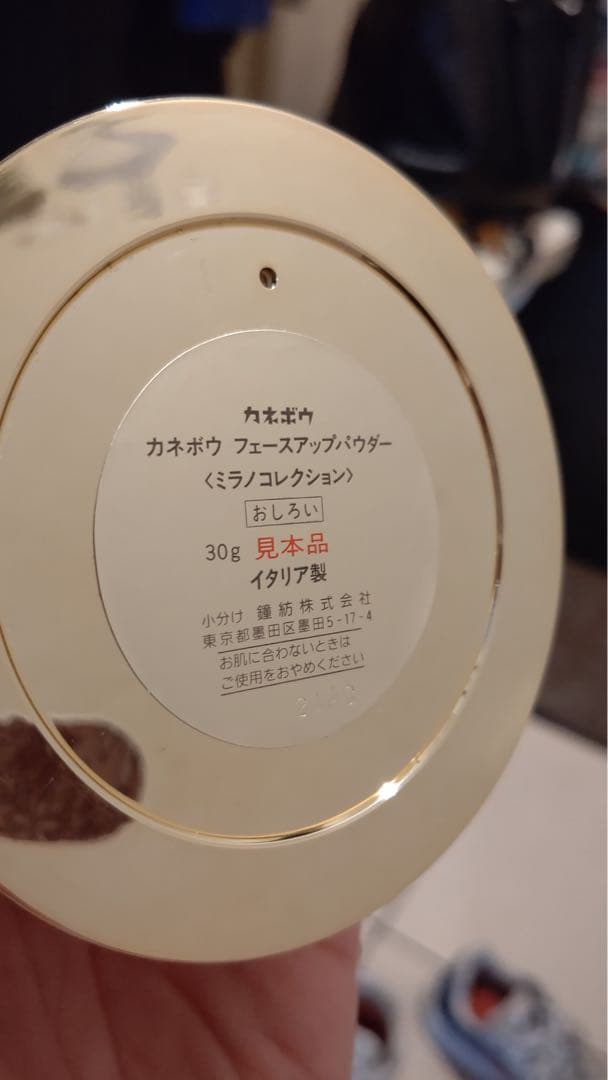 カネボウ
カネボウ フェースアップパウダー
〈ミラノコレクション〉
おしろい
30g 見本品
イタリア製
小分け 鐘紡株式会社
東京都墨田区墨田5-17-4
お肌に合わないときは
ご使用をおやめください